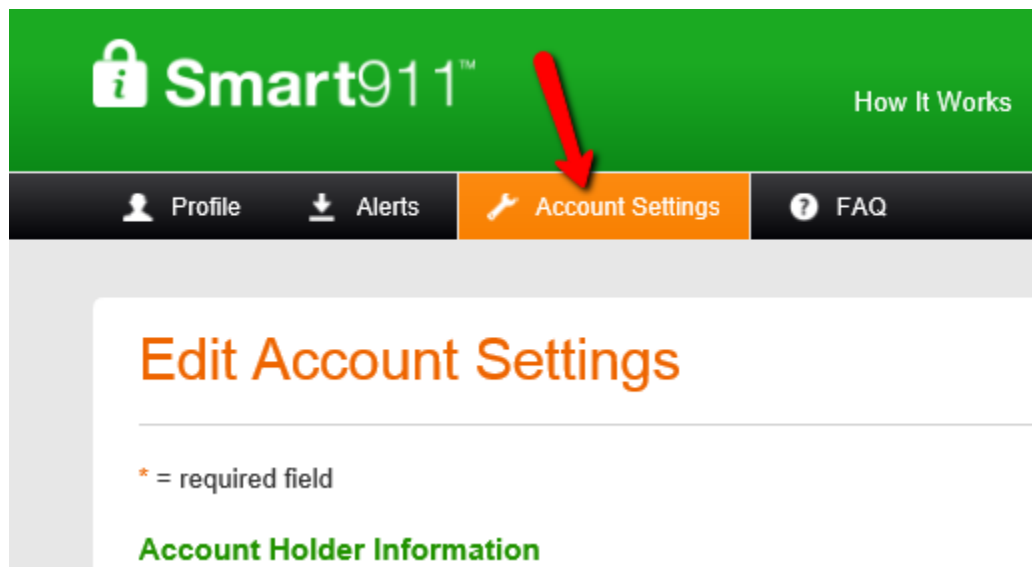 Smart911™
How It Works
Profile Alerts Account Settings FAQ
Edit Account Settings
* = required field
Account Holder Information